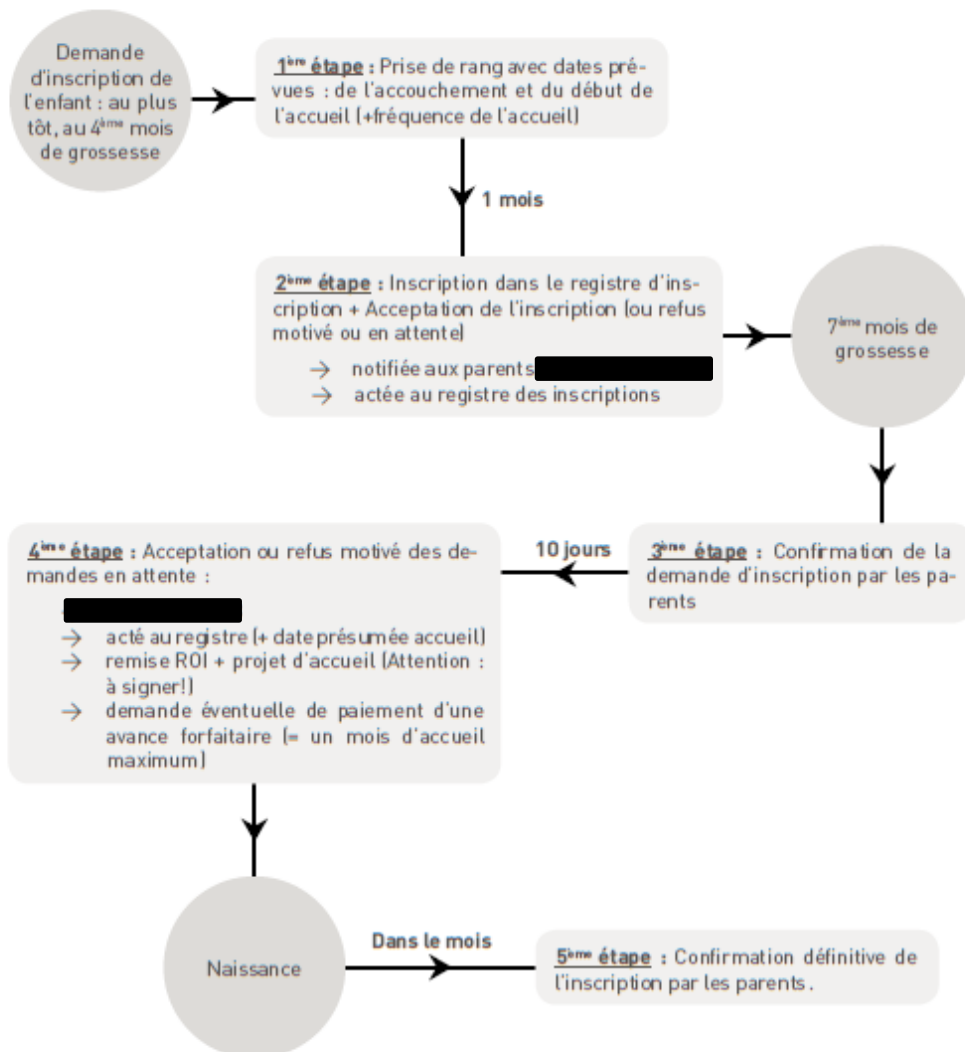 Demande
d'inscription de
l'enfant : au plus
tôt, au 4ème mois
de grossesse
1ère étape : Prise de rang avec dates pré-
vues : de l'accouchement et du début de
l'accueil (+fréquence de l'accueil)
1 mois
2ème étape : Inscription dans le registre d'ins-
cription + Acceptation de l'inscription (ou refus
motivé ou en attente)
→ notifiée aux parents
→ actée au registre des inscriptions
7ème mois de
grossesse
3ème étape : Confirmation de la
demande d'inscription par les pa-
rents
10 jours
4ème étape : Acceptation ou refus motivé des de-
mandes en attente :
→ acté au registre (+ date présumée accueil)
→ remise ROI + projet d'accueil (Attention :
à signer!)
→ demande éventuelle de paiement d'une
avance forfaitaire (= un mois d'accueil
maximum)
Naissance
Dans le mois
5ème étape : Confirmation définitive de
l'inscription par les parents.